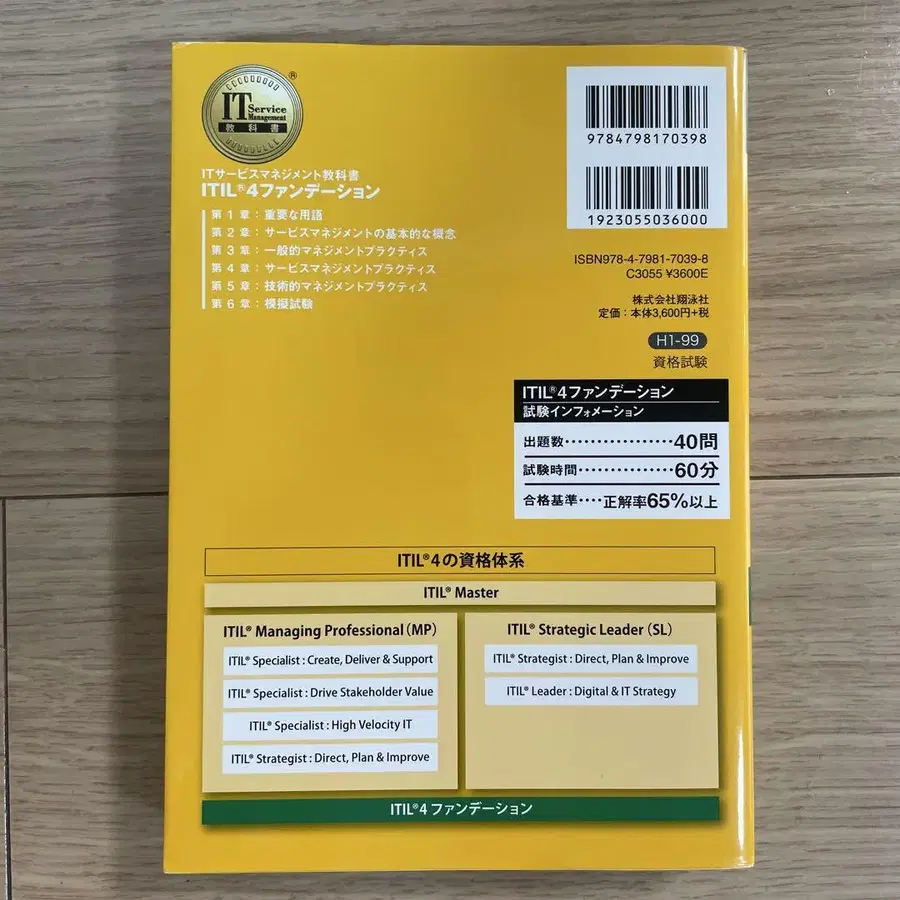 IT Service Management
教科書
®
ITサービスマネジメント教科書
ITIL®4ファンデーション
第1章：重要な用語
第2章：サービスマネジメントの基本的な概念
第3章：一般的マネジメントプラクティス
第4章：サービスマネジメントプラクティス
第5章：技術的マネジメントプラクティス
第6章：模擬試験
9784798170398
1923055036000
ISBN978-4-7981-7039-8
C3055 ¥3600E
株式会社翔泳社
定価：本体3,600円+税
H1-99
資格試験
ITIL®4ファンデーション
試験インフォメーション
出題数・・・・・・・・・・・・・・・・・40問
試験時間・・・・・・・・・・・・・・・60分
合格基準・・・・正解率65%以上
ITIL®4の資格体系
ITIL® Master
ITIL® Managing Professional（MP）
ITIL® Specialist : Create, Deliver & Support
ITIL® Specialist : Drive Stakeholder Value
ITIL® Specialist : High Velocity IT
ITIL® Strategist : Direct, Plan & Improve
ITIL® Strategic Leader（SL）
ITIL® Strategist : Direct, Plan & Improve
ITIL® Leader : Digital & IT Strategy
ITIL®4 ファンデーション